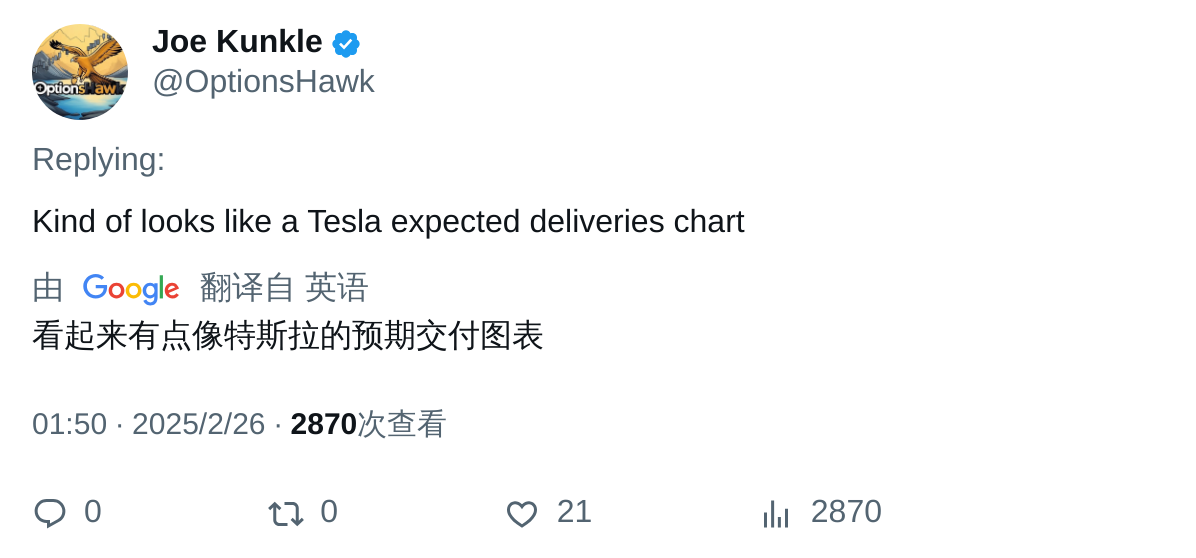 OptionsHawk
Joe Kunkle
@OptionsHawk
Replying:
Kind of looks like a Tesla expected deliveries chart
由 Google 翻译自 英语
看起来有点像特斯拉的预期交付图表
01:50 · 2025/2/26 · 2870次查看
0 0 21 2870